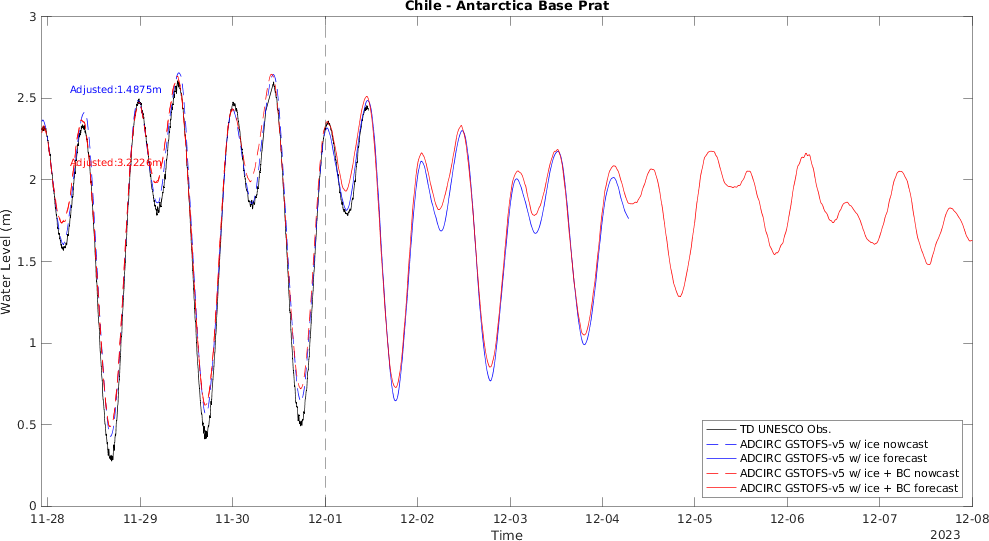 Chile - Antarctica Base Prat
3
2.5
2
1.5
1
0.5
0
Water Level (m)
Adjusted:1.4875m
Adjusted:3.2226m
TD UNESCO Obs.
ADCIRC GSTOFS-v5 w/ ice nowcast
ADCIRC GSTOFS-v5 w/ ice forecast
ADCIRC GSTOFS-v5 w/ ice + BC nowcast
ADCIRC GSTOFS-v5 w/ ice + BC forecast
11-28 11-29 11-30 12-01 12-02 12-03 12-04 12-05 12-06 12-07 12-08
Time
2023